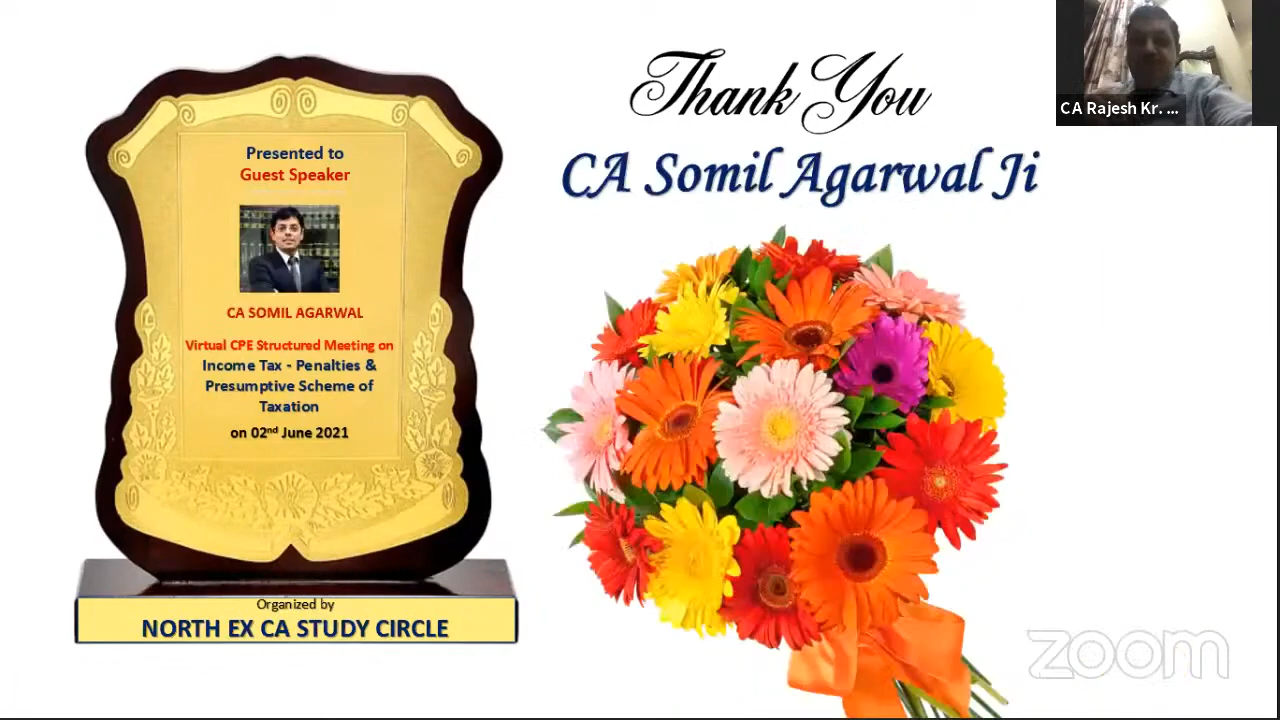 Presented to
Guest Speaker
CA SOMIL AGARWAL
Virtual CPE Structured Meeting on
Income Tax - Penalties &
Presumptive Scheme of
Taxation
on 02nd June 2021
Organized by
NORTH EX CA STUDY CIRCLE
Thank You
CA Somil Agarwal Ji
CA Rajesh Kr. ...
zoom